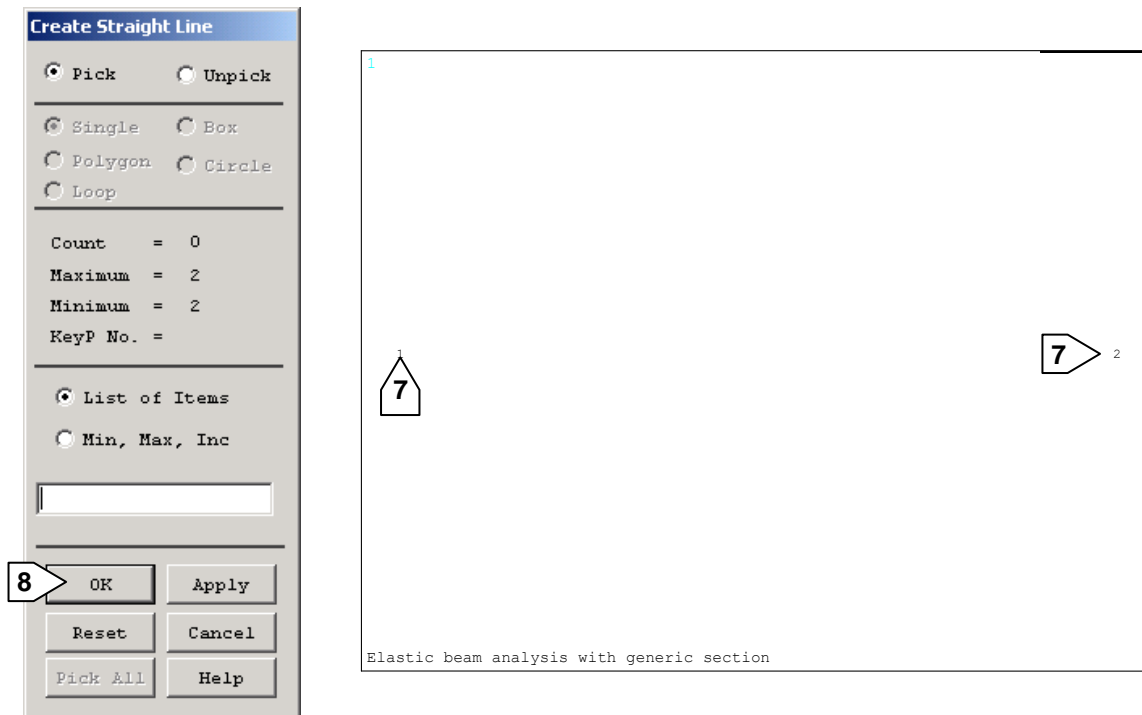 Create Straight Line
Pick Unpick
Single Box
Polygon Circle
Loop
Count = 0
Maximum = 2
Minimum = 2
KeyP No. =
List of Items
Min, Max, Inc
8
OK Apply
Reset Cancel
Pick All Help
1
1
7
7
2
Elastic beam analysis with generic section